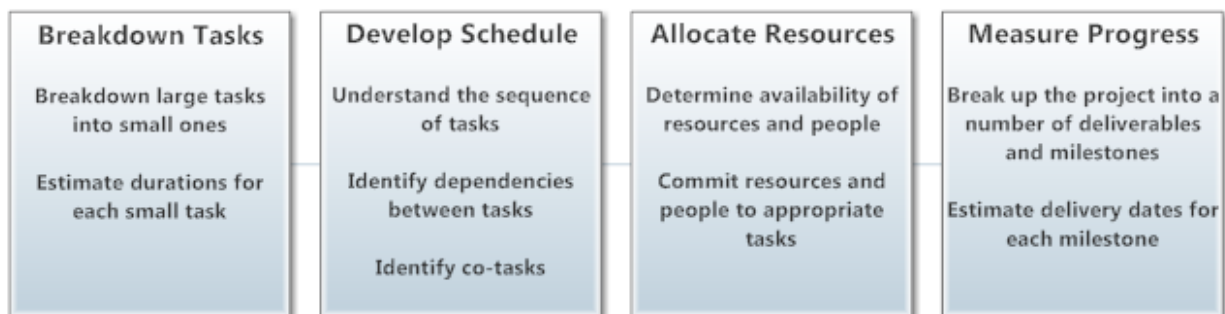 Breakdown Tasks
Breakdown large tasks
into small ones
Estimate durations for
each small task
Develop Schedule
Understand the sequence
of tasks
Identify dependencies
between tasks
Identify co-tasks
Allocate Resources
Determine availability of
resources and people
Commit resources and
people to appropriate
tasks
Measure Progress
Break up the project into a
number of deliverables
and milestones
Estimate delivery dates for
each milestone